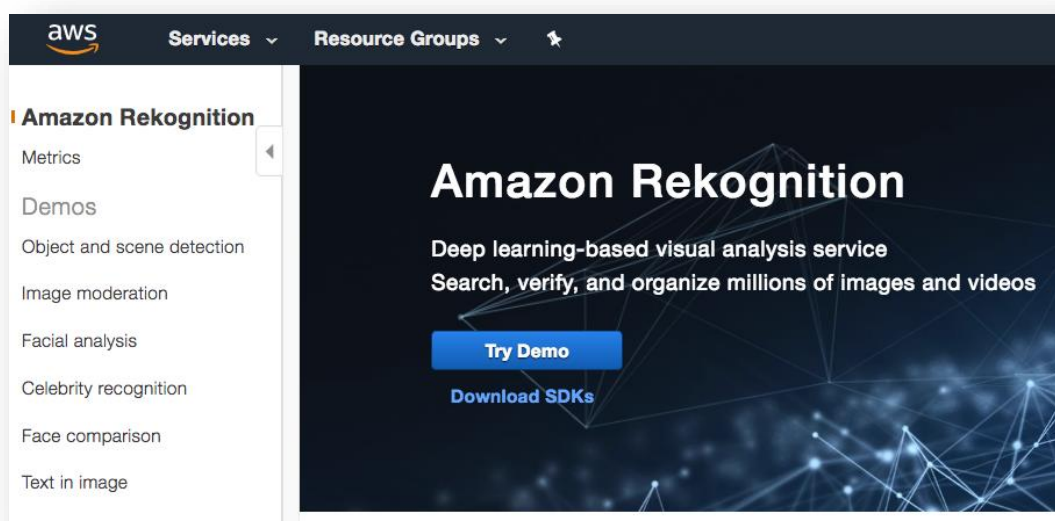 aws Services Resource Groups
Amazon Rekognition
Metrics
Demos
Object and scene detection
Image moderation
Facial analysis
Celebrity recognition
Face comparison
Text in image
Amazon Rekognition
Deep learning-based visual analysis service
Search, verify, and organize millions of images and videos
Try Demo
Download SDKs